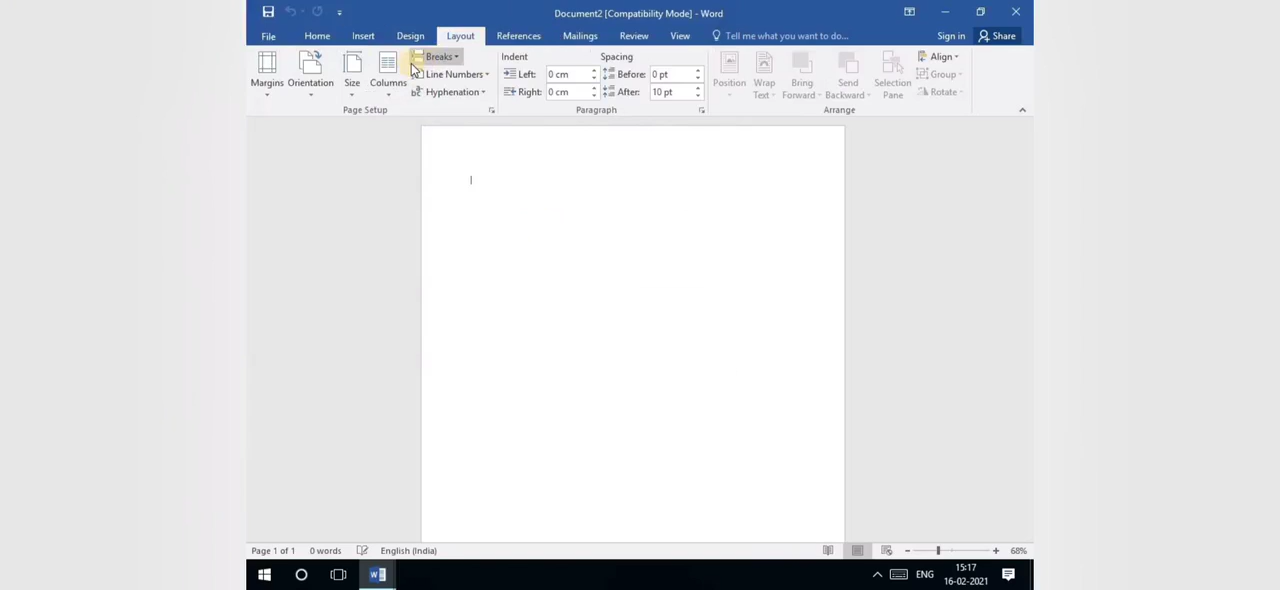 Document2 [Compatibility Mode] - Word
File Home Insert Design Layout References Mailings Review View Tell me what you want to do... Sign in Share
Breaks Indent Spacing Align
Line Numbers Left: 0 cm Before: 0 pt Group
Margins Orientation Size Columns Position Wrap Text Bring Forward Send Backward Selection Pane
Hyphenation Right: 0 cm After: 10 pt Rotate
Page Setup Paragraph Arrange
Page 1 of 1 0 words English (India) 68%
W
ENG 15:17
16-02-2021